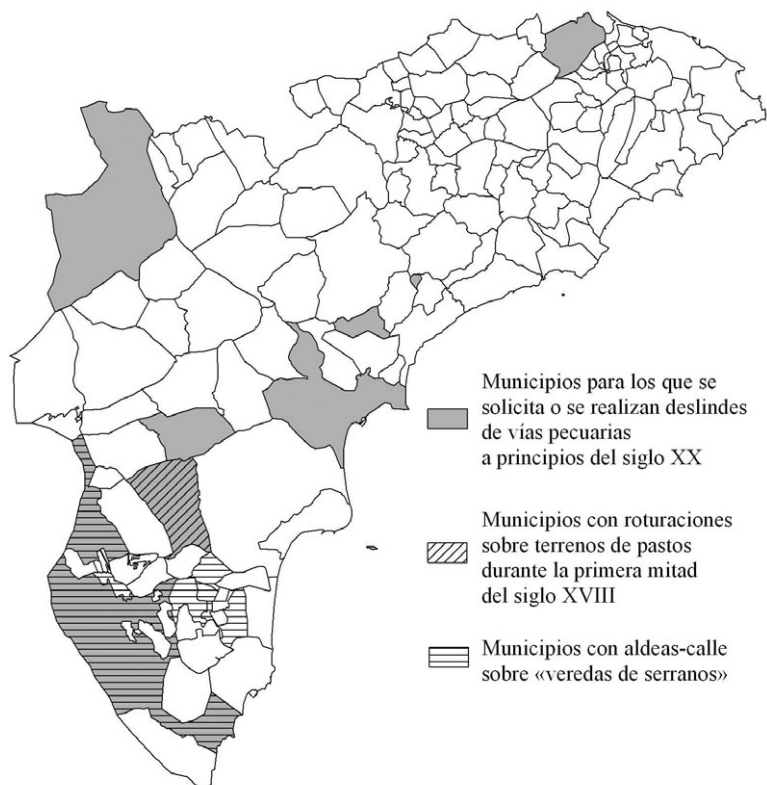 Municipios para los que se
solicita o se realizan deslindes
de vías pecuarias
a principios del siglo XX
Municipios con roturaciones
sobre terrenos de pastos
durante la primera mitad
del siglo XVIII
Municipios con aldeas-calle
sobre «veredas de serranos»